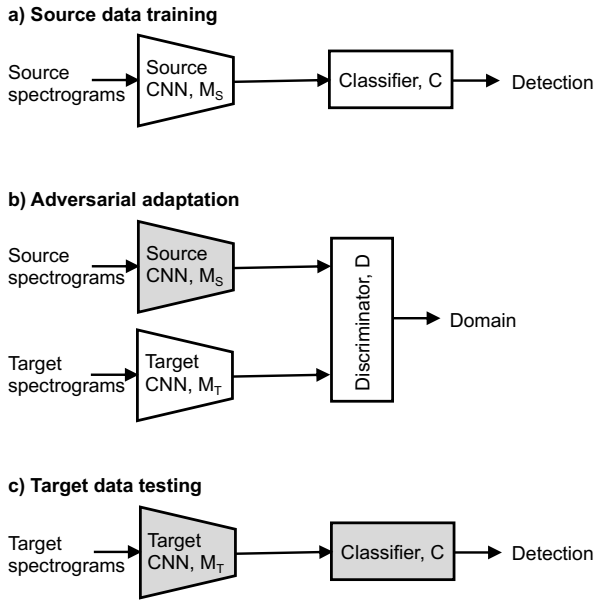 a) Source data training
Source
spectrograms
Source
CNN, M_S
Classifier, C
Detection
b) Adversarial adaptation
Source
spectrograms
Source
CNN, M_S
Target
spectrograms
Target
CNN, M_T
Discriminator, D
Domain
c) Target data testing
Target
spectrograms
Target
CNN, M_T
Classifier, C
Detection